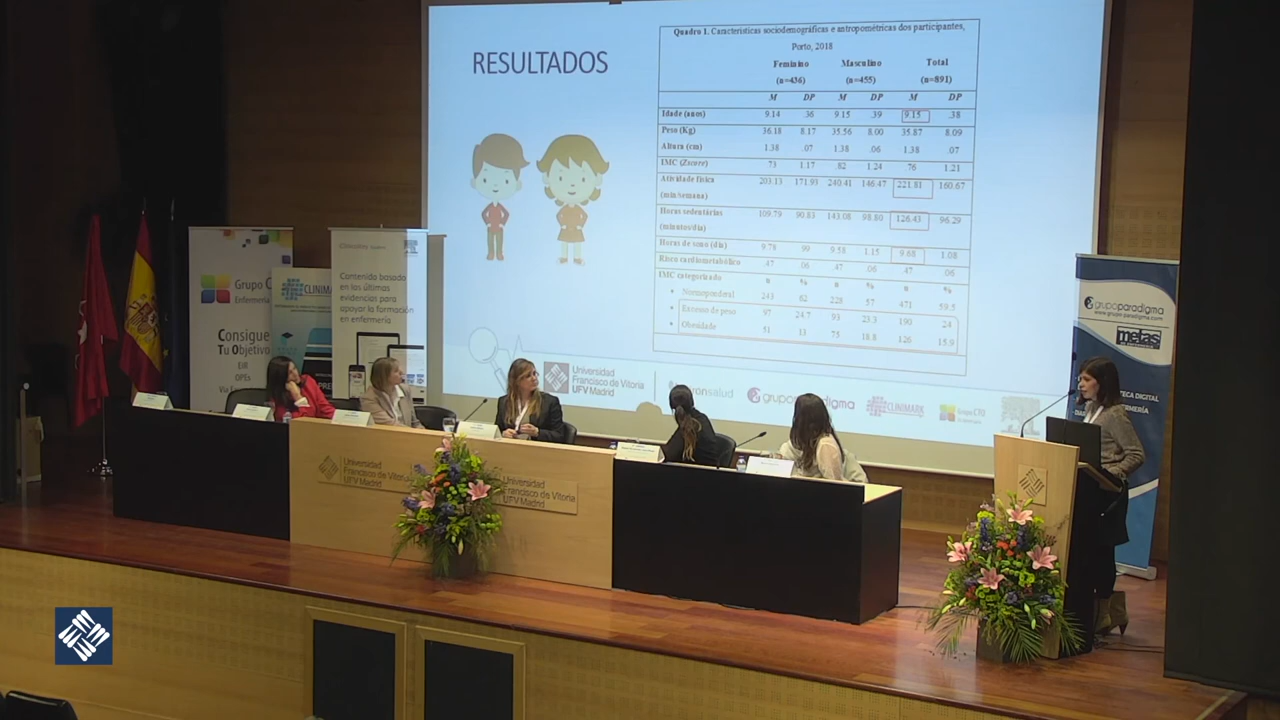 RESULTADOS
Quadro 1. Características sociodemográficas e antropométricas dos participantes,
Porto, 2018
Feminino Masculino Total
(n=436) (n=455) (n=891)
M DP M DP M DP
Idade (anos) 9.14 .36 9.15 .39 9.15 .38
Peso (Kg) 36.18 8.17 35.56 8.00 35.87 8.09
Altura (cm) 1.38 .07 1.38 .06 1.38 .07
IMC (Zscore) 73 1.17 .82 1.24 76 1.21
Atividade física 203.13 171.93 240.41 146.47 221.81 160.67
(min/semana)
Horas sedentárias 109.79 90.83 143.08 98.80 126.43 96.29
(minutos/dia)
Horas de sono (dia) 9.78 .99 9.58 1.15 9.68 1.08
Risco cardiometabólico .47 .06 .47 .06 .47 .06
IMC categorizado n % n % n %
Normoponderal 243 62 228 57 471 59.5
Excesso de peso 97 24.7 93 23.3 190 24
Obesidade 51 13 75 18.8 126 15.9
Universidad
Francisco de Vitoria
UFV Madrid
grupoparadigma
CLINIMARK
Grupo CTO
Grupo C
Enfermería
Consigue
Tu Objetivo
EiR
OPEs
CLINIMA
Contenido basado
en las últimas
evidencias para
apoyar la formación
en enfermería
grupoparadigma
www.grupo-paradigma.com
metas
Universidad
Francisco de Vitoria
UFV Madrid
Universidad
Francisco de Vitoria
UFV Madrid